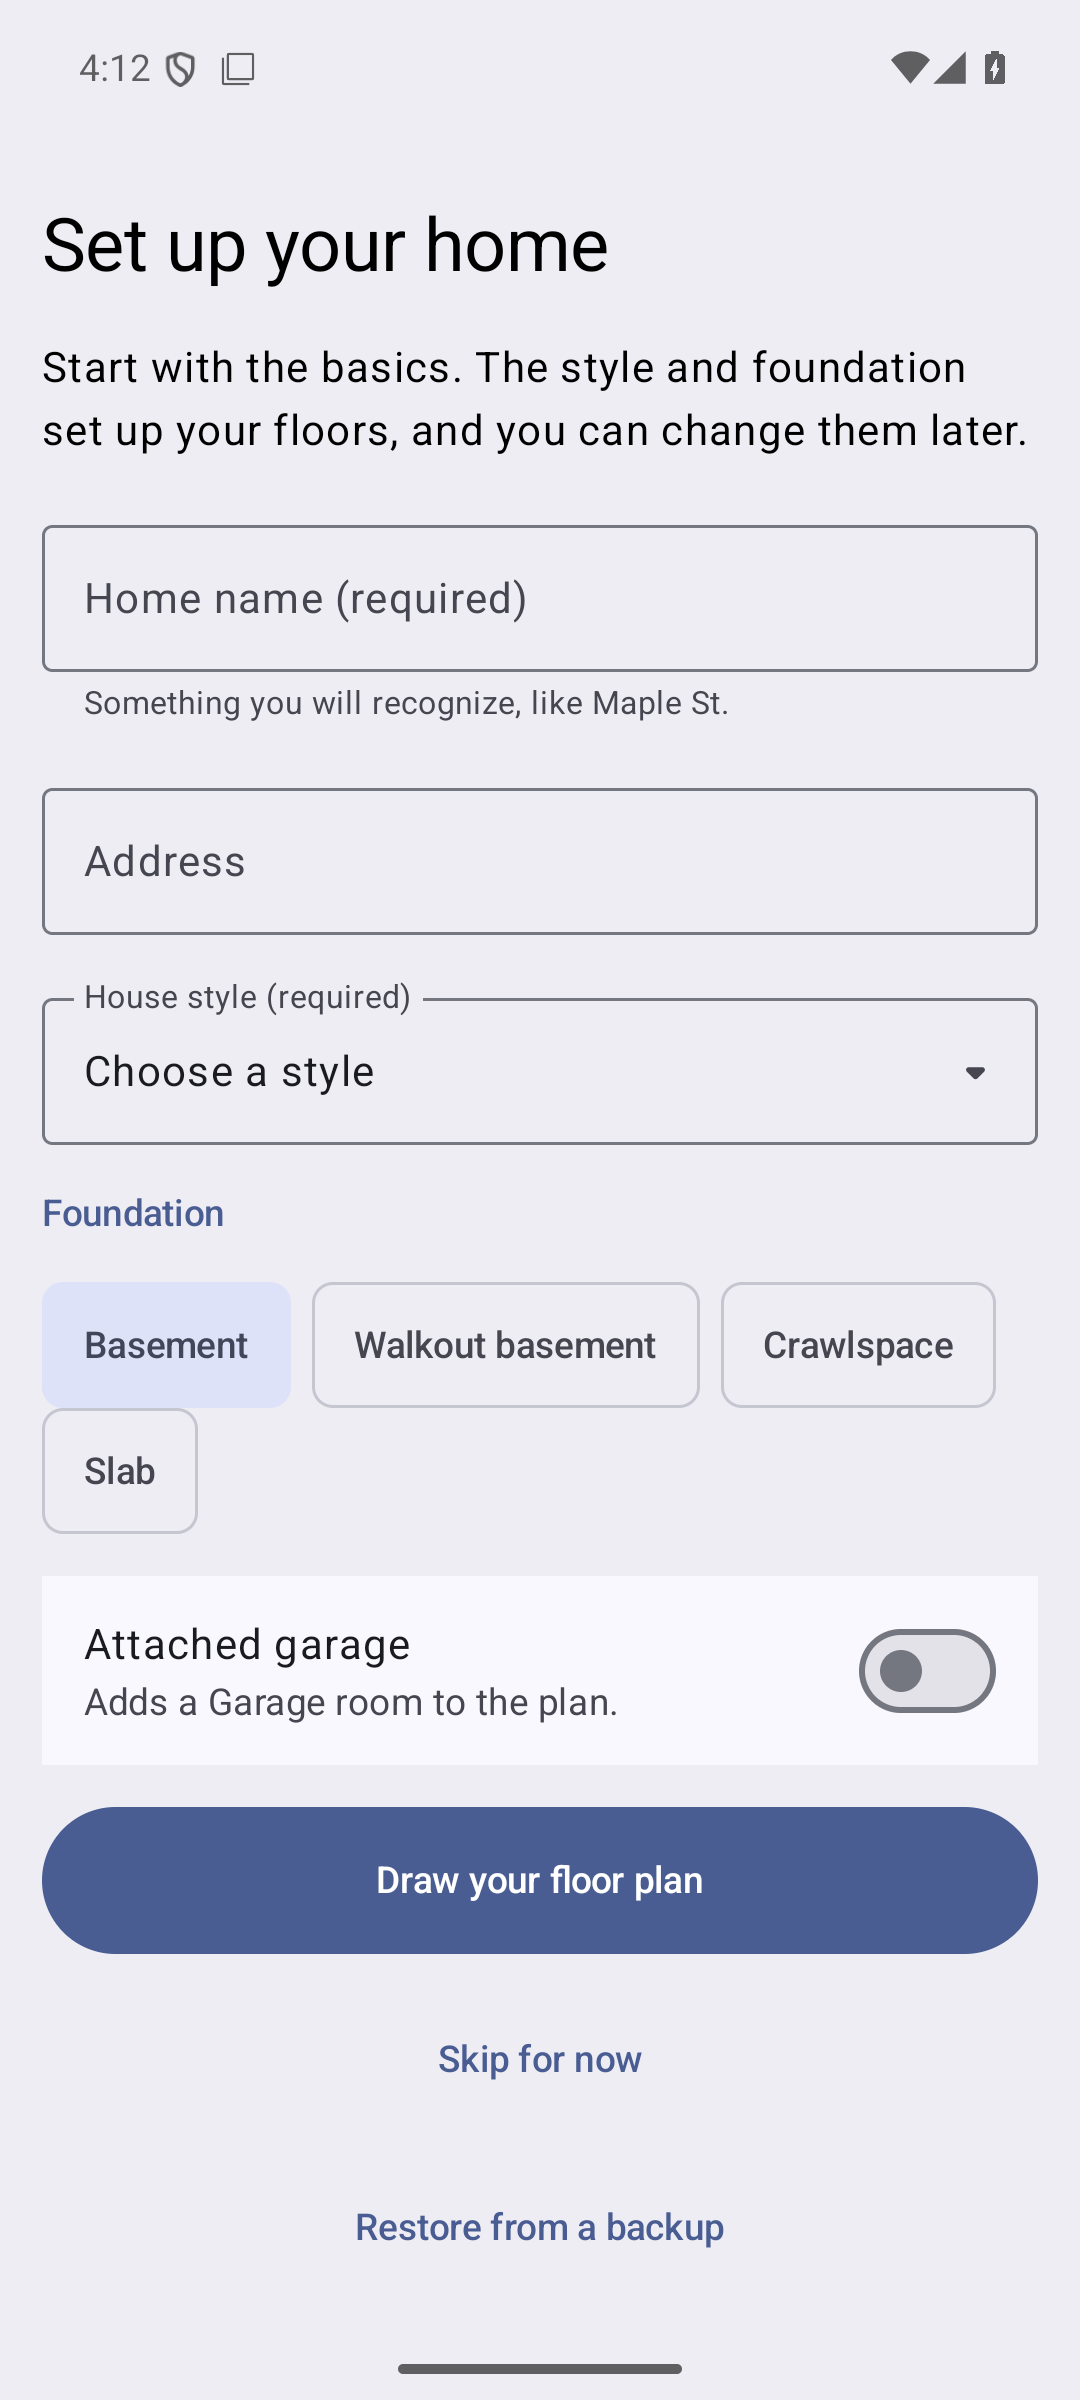 4:12
Set up your home
Start with the basics. The style and foundation
set up your floors, and you can change them later.
Home name (required)
Something you will recognize, like Maple St.
Address
House style (required)
Choose a style
Foundation
Basement
Walkout basement
Crawlspace
Slab
Attached garage
Adds a Garage room to the plan.
Draw your floor plan
Skip for now
Restore from a backup